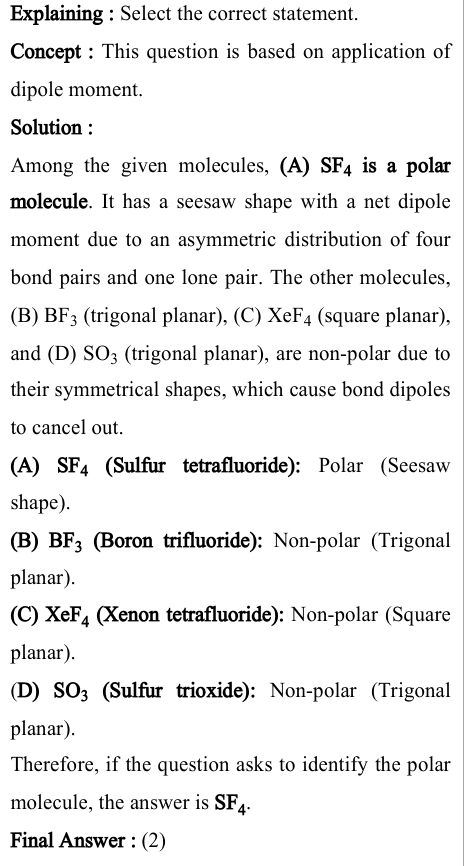 Explaining : Select the correct statement.
Concept : This question is based on application of
dipole moment.
Solution :
Among the given molecules, (A) SF₄ is a polar
molecule. It has a seesaw shape with a net dipole
moment due to an asymmetric distribution of four
bond pairs and one lone pair. The other molecules,
(B) BF₃ (trigonal planar), (C) XeF₄ (square planar),
and (D) SO₃ (trigonal planar), are non-polar due to
their symmetrical shapes, which cause bond dipoles
to cancel out.
(A) SF₄ (Sulfur tetrafluoride): Polar (Seesaw
shape).
(B) BF₃ (Boron trifluoride): Non-polar (Trigonal
planar).
(C) XeF₄ (Xenon tetrafluoride): Non-polar (Square
planar).
(D) SO₃ (Sulfur trioxide): Non-polar (Trigonal
planar).
Therefore, if the question asks to identify the polar
molecule, the answer is SF₄.
Final Answer : (2)